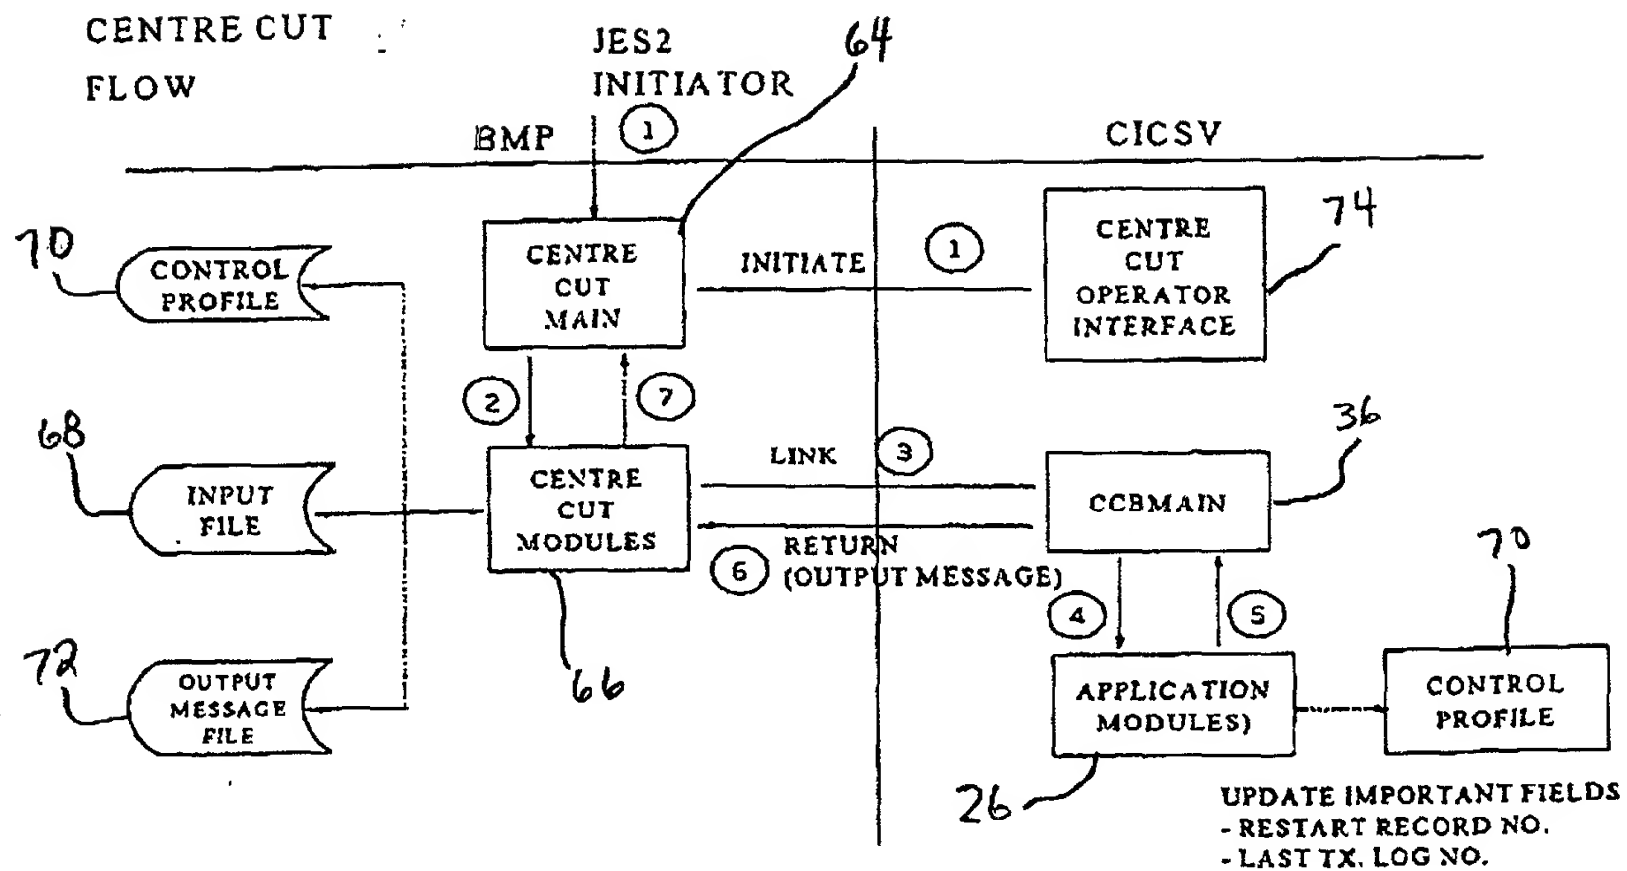 CENTRE CUT
FLOW
JES2
INITIATOR
64
1
BMP
CICSV
70
CONTROL
PROFILE
CENTRE
CUT
MAIN
INITIATE
1
CENTRE
CUT
OPERATOR
INTERFACE
74
2
7
68
INPUT
FILE
CENTRE
CUT
MODULES
LINK
3
CCBMAIN
36
6
RETURN
(OUTPUT MESSAGE)
4
5
72
OUTPUT
MESSAGE
FILE
66
APPLICATION
MODULES)
26
70
CONTROL
PROFILE
UPDATE IMPORTANT FIELDS
- RESTART RECORD NO.
- LAST TX. LOG NO.